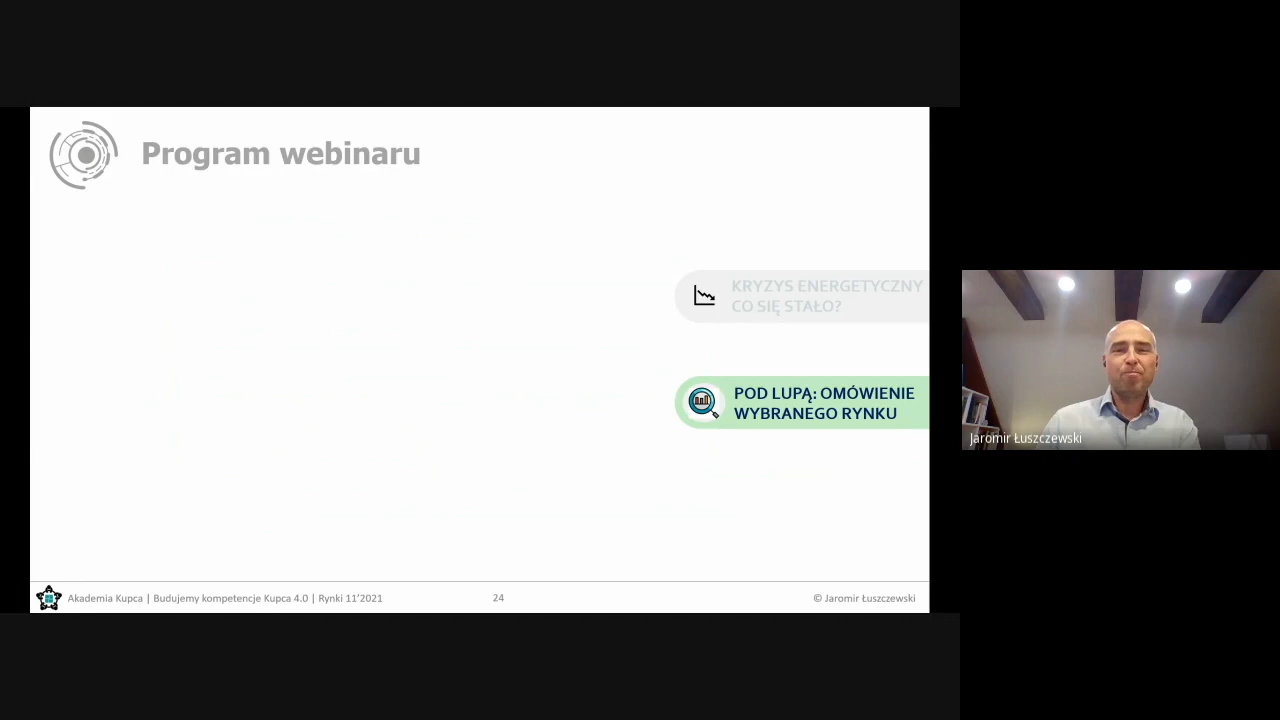 Program webinaru
KRYZYS ENERGETYCZNY
CO SIĘ STAŁO?
POD LUPĄ: OMÓWIENIE
WYBRANEGO RYNKU
Jaromir Łuszczewski
Akademia Kupca | Budujemy kompetencje Kupca 4.0 | Rynki 11'2021
24
© Jaromir Łuszczewski